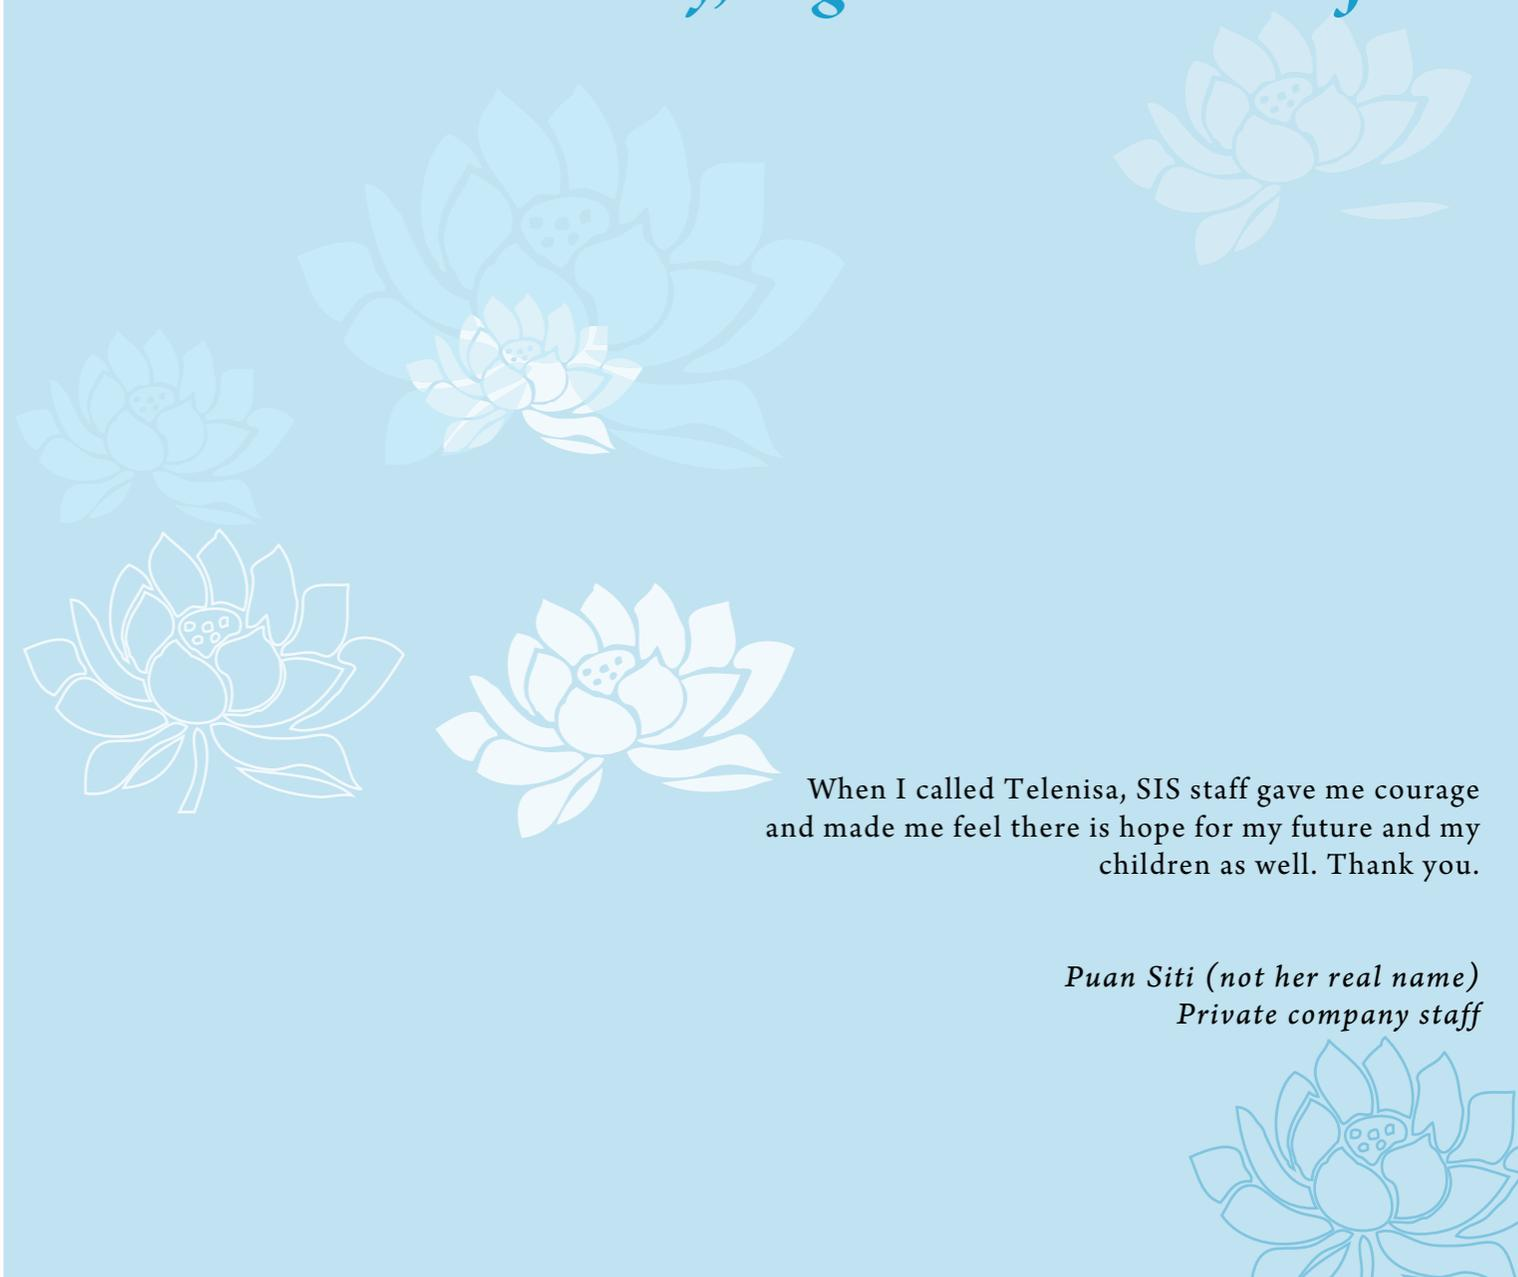 When I called Telenisa, SIS staff gave me courage
and made me feel there is hope for my future and my
children as well. Thank you.
Puan Siti (not her real name)
Private company staff